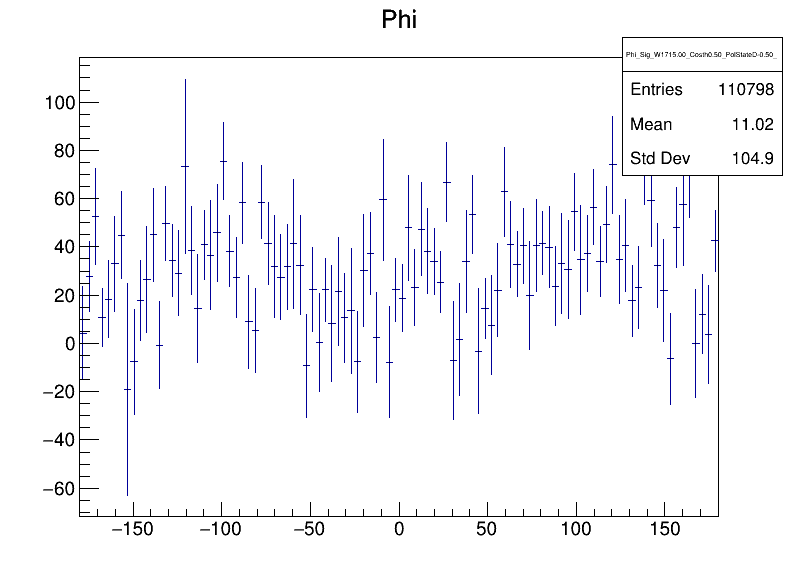 Phi
Phi_Sig_W1715.00_Costh0.50_PolStateD-0.50_
Entries 110798
Mean 11.02
Std Dev 104.9
100
80
60
40
20
0
−20
−40
−60
−150 −100 −50 0 50 100 150